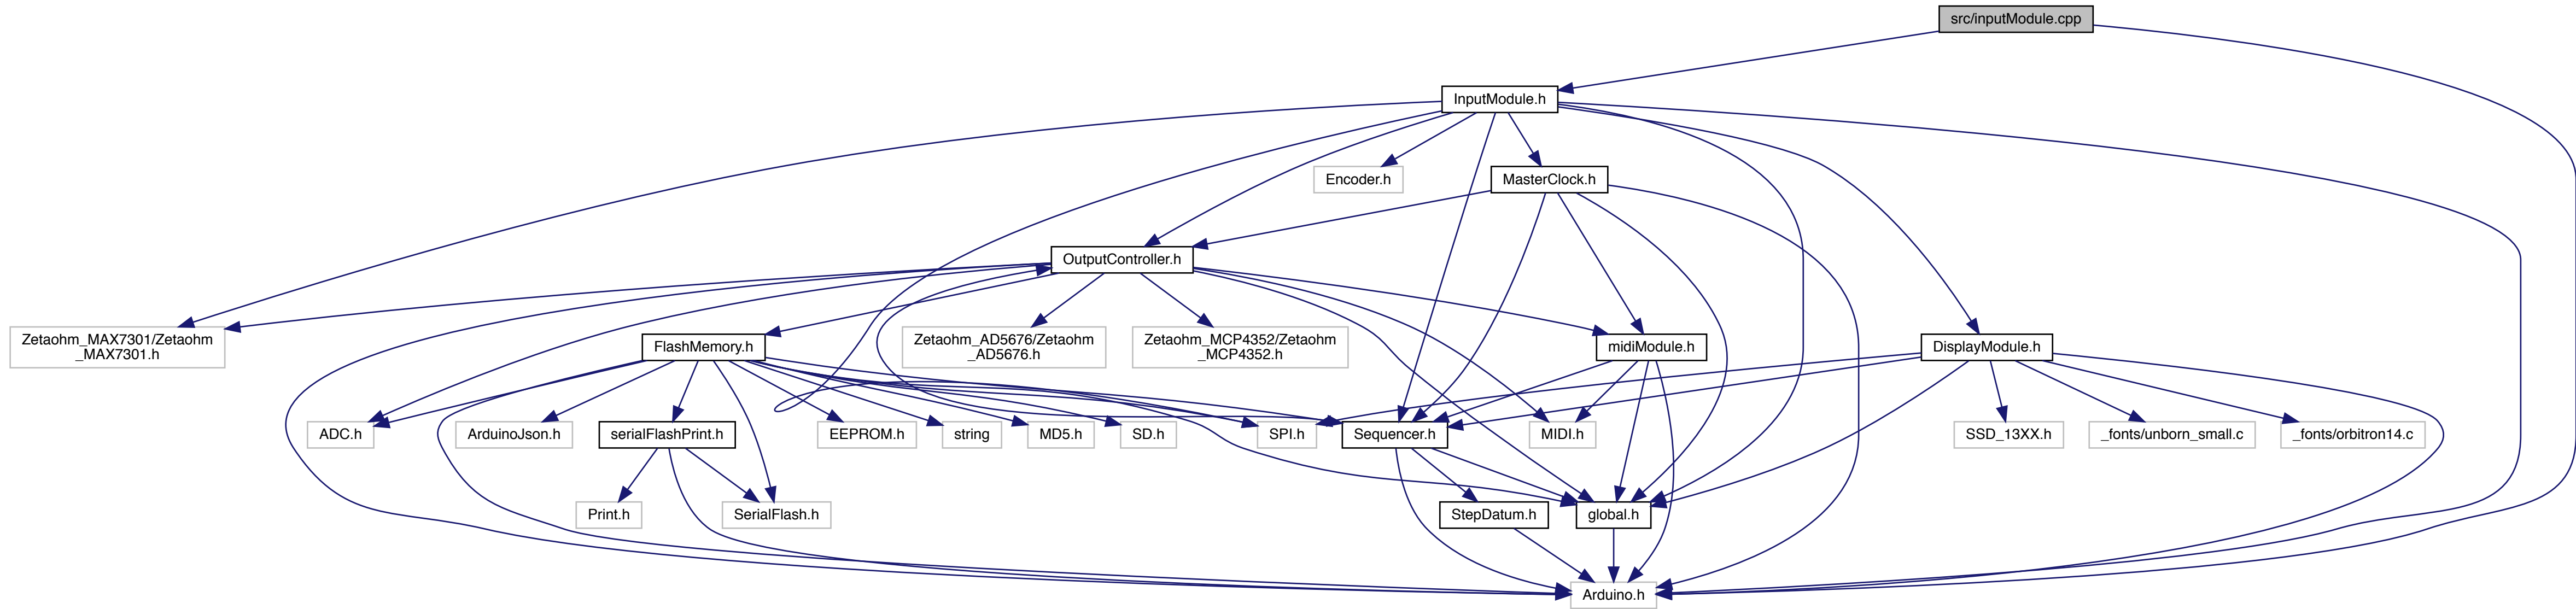 src/inputModule.cpp
InputModule.h
Encoder.h
MasterClock.h
OutputController.h
Zetaohm_MAX7301/Zetaohm
_MAX7301.h
FlashMemory.h
Zetaohm_AD5676/Zetaohm
_AD5676.h
Zetaohm_MCP4352/Zetaohm
_MCP4352.h
midiModule.h
DisplayModule.h
ADC.h
ArduinoJson.h
serialFlashPrint.h
EEPROM.h
string
MD5.h
SD.h
SPI.h
Sequencer.h
MIDI.h
SSD_13XX.h
_fonts/unborn_small.c
_fonts/orbitron14.c
Print.h
SerialFlash.h
StepDatum.h
global.h
Arduino.h